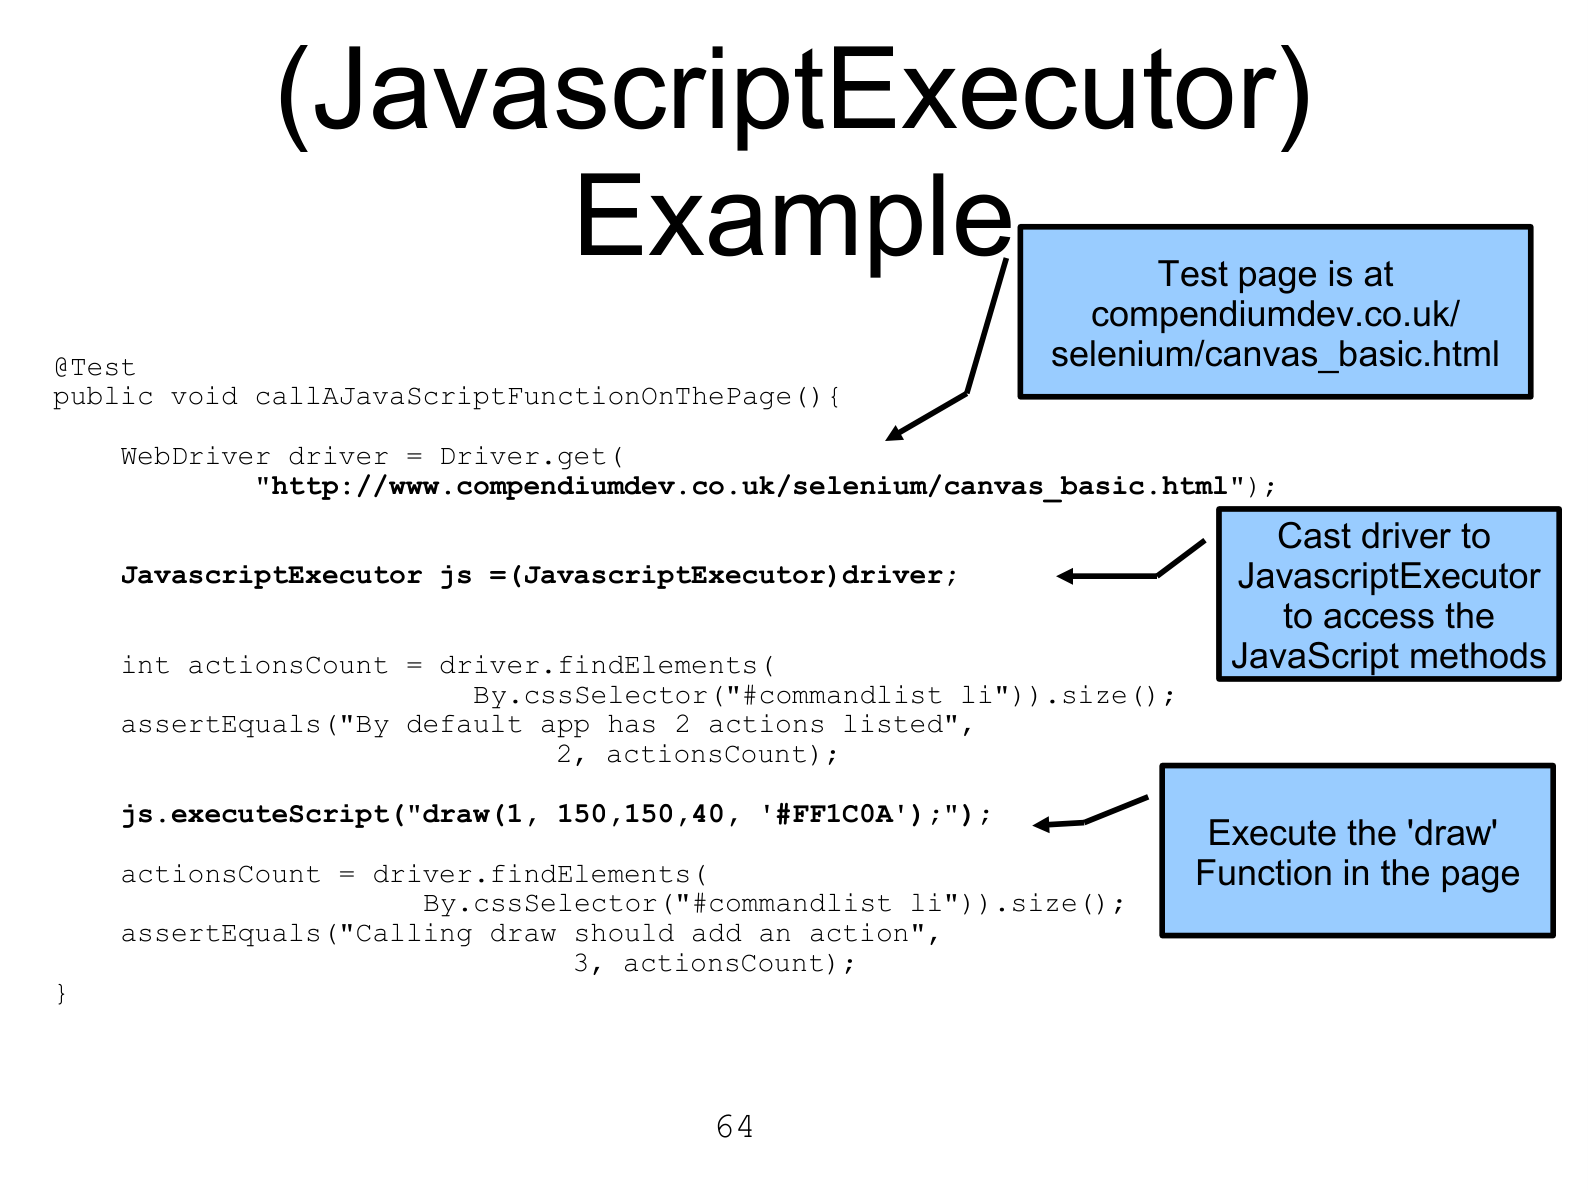 (JavascriptExecutor)
Example
Test page is at
compendiumdev.co.uk/
selenium/canvas_basic.html
@Test
public void callAJavaScriptFunctionOnThePage(){
WebDriver driver = Driver.get(
"http://www.compendiumdev.co.uk/selenium/canvas_basic.html");
Cast driver to
JavascriptExecutor
to access the
JavaScript methods
JavascriptExecutor js =(JavascriptExecutor)driver;
int actionsCount = driver.findElements(
By.cssSelector("#commandlist li")).size();
assertEquals("By default app has 2 actions listed",
2, actionsCount);
js.executeScript("draw(1, 150,150,40, '#FF1C0A');");
Execute the 'draw'
Function in the page
actionsCount = driver.findElements(
By.cssSelector("#commandlist li")).size();
assertEquals("Calling draw should add an action",
3, actionsCount);
}
64